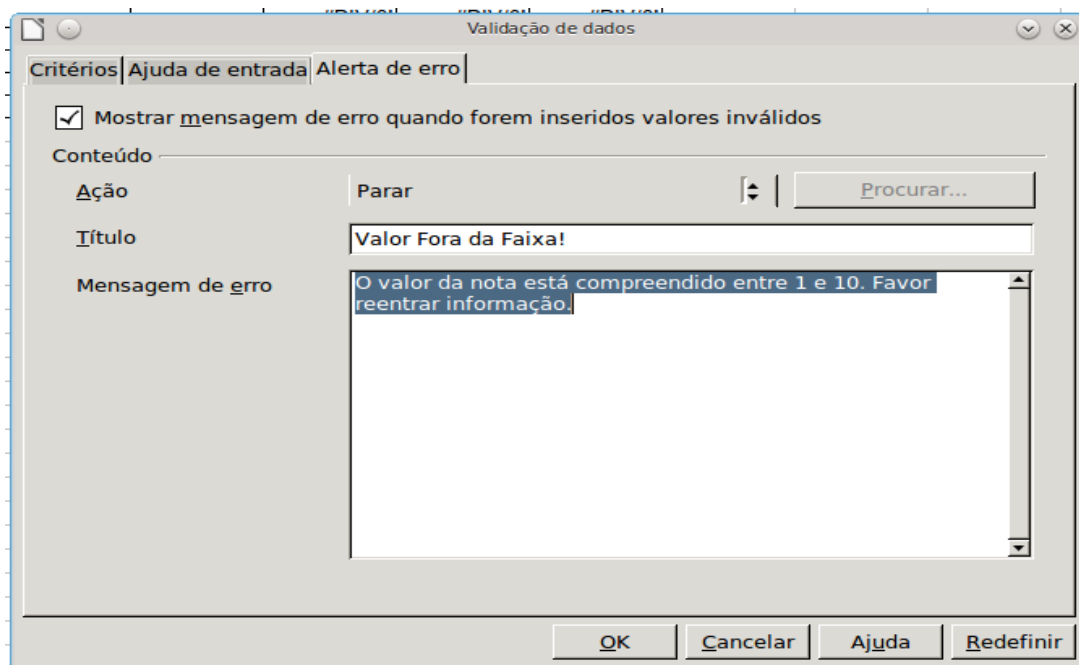 Validação de dados
Critérios Ajuda de entrada Alerta de erro
Mostrar mensagem de erro quando forem inseridos valores inválidos
Conteúdo
Ação Parar Procurar...
Título Valor Fora da Faixa!
Mensagem de erro O valor da nota está compreendido entre 1 e 10. Favor
reentrar informação.
OK Cancelar Ajuda Redefinir